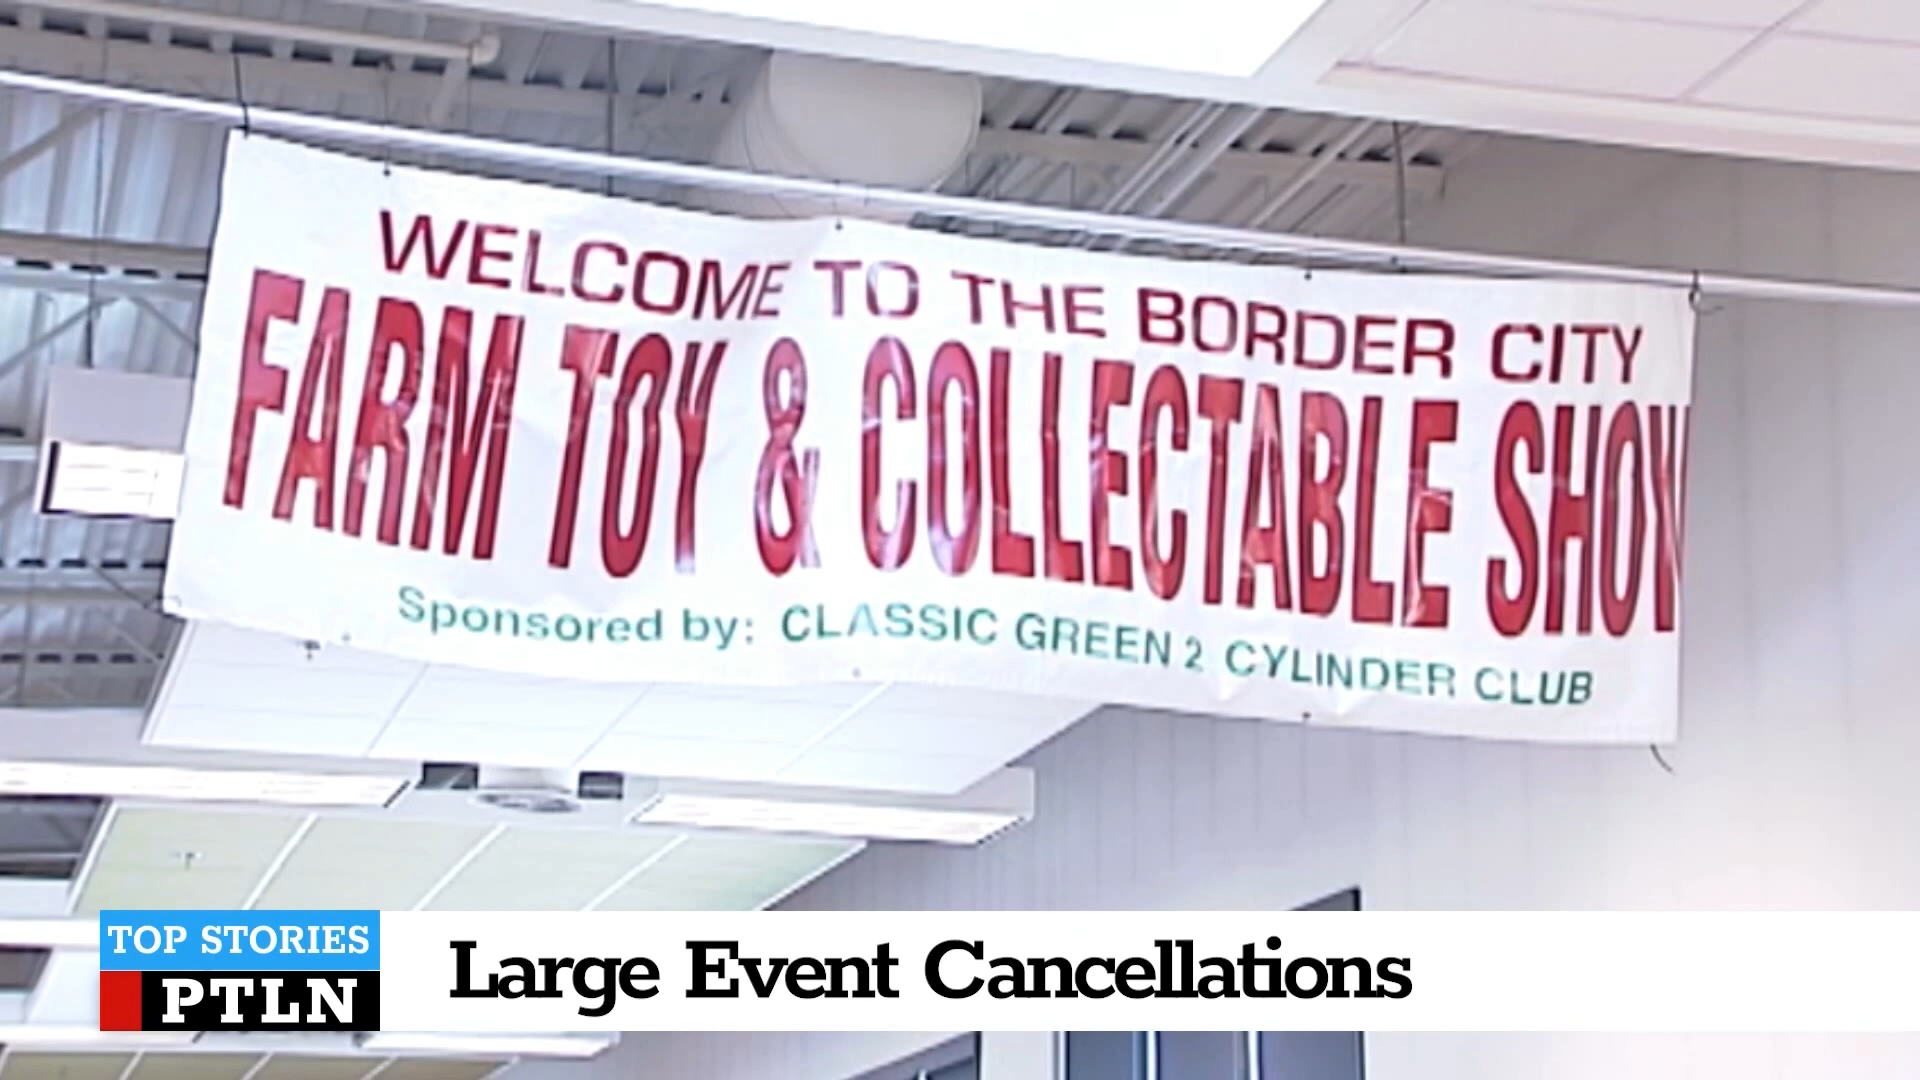 WELCOME TO THE BORDER CITY
FARM TOY & COLLECTABLE SHOW
Sponsored by: CLASSIC GREEN 2 CYLINDER CLUB
TOP STORIES
PTLN
Large Event Cancellations